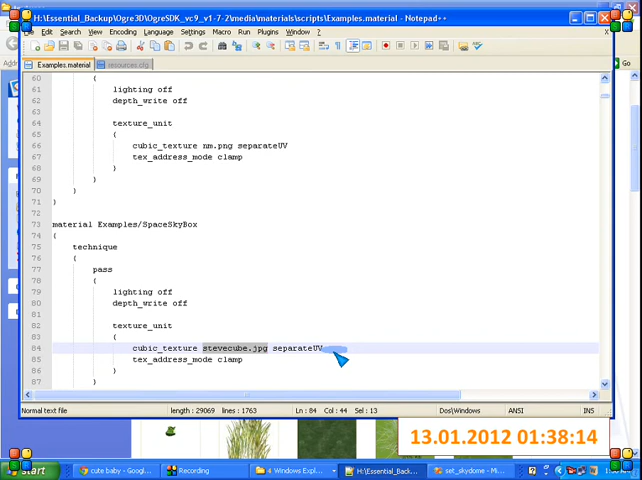 H:\Essential_Backup\Ogre3D\OgreSDK_vc9_v1-7-2\media\materials\scripts\Examples.material - Notepad++
File Edit Search View Encoding Language Settings Macro Run Plugins Window ?
Examples.material resources.cfg
Go
60 {
61 lighting off
62 depth_write off
63
64 texture_unit
65 {
66 cubic_texture nm.png separateUV
67 tex_address_mode clamp
68 }
69 }
70 }
71 }
72
73 material Examples/SpaceSkyBox
74 {
75 technique
76 {
77 pass
78 {
79 lighting off
80 depth_write off
81
82 texture_unit
83 {
84 cubic_texture stevecube.jpg separateUV
85 tex_address_mode clamp
86 }
87 }
Normal text file length : 29069 lines : 1763 Ln : 84 Col : 44 Sel : 13 Dos\Windows ANSI INS
13.01.2012 01:38:14
start cute baby - Googl... Recording 4 Windows Explo... H:\Essential_Back... set_skydome - Mi...